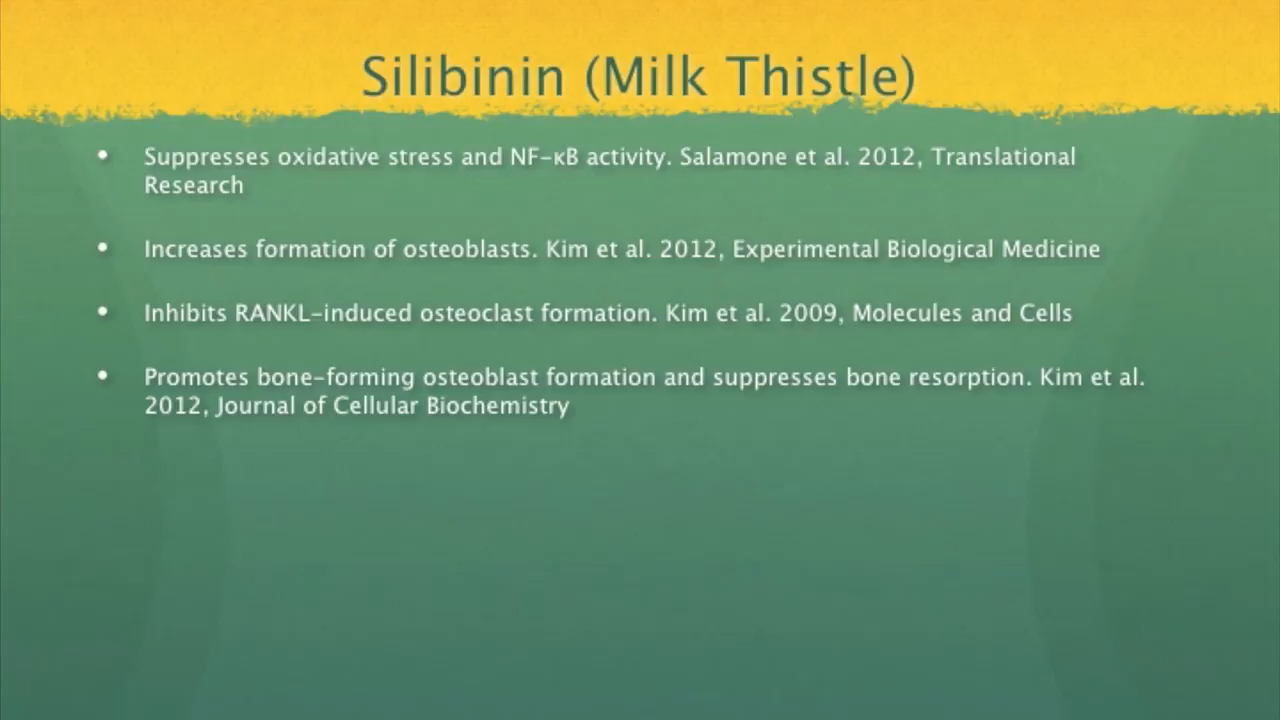 Silibinin (Milk Thistle)
• Suppresses oxidative stress and NF-κB activity. Salamone et al. 2012, Translational
Research
• Increases formation of osteoblasts. Kim et al. 2012, Experimental Biological Medicine
• Inhibits RANKL-induced osteoclast formation. Kim et al. 2009, Molecules and Cells
• Promotes bone-forming osteoblast formation and suppresses bone resorption. Kim et al.
2012, Journal of Cellular Biochemistry